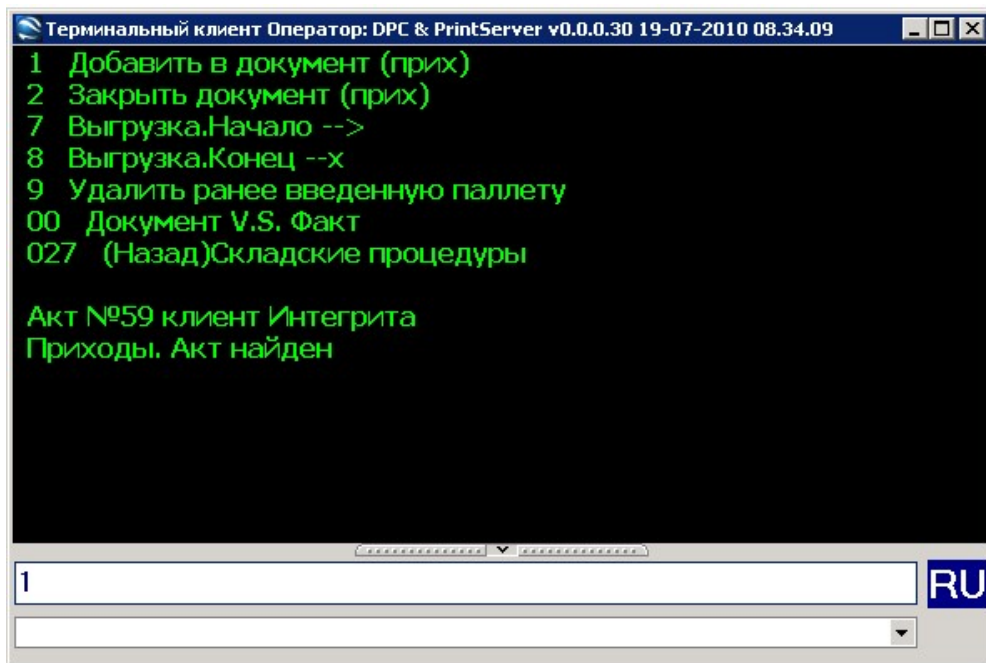 Терминальный клиент Оператор: DPC & PrintServer v0.0.0.30 19-07-2010 08.34.09
1 Добавить в документ (прих)
2 Закрыть документ (прих)
7 Выгрузка.Начало -->
8 Выгрузка.Конец --x
9 Удалить ранее введенную паллету
00 Документ V.S. Факт
027 (Назад)Складские процедуры
Акт №59 клиент Интегрита
Приходы. Акт найден
1
RU